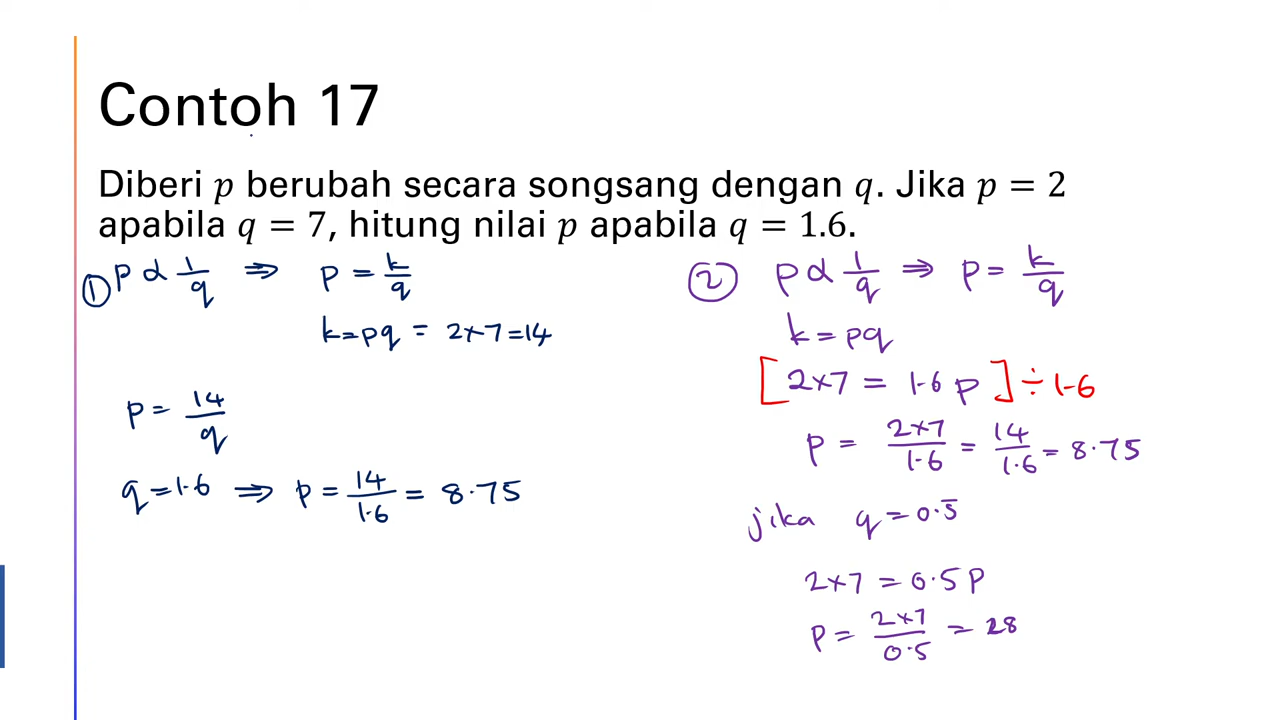 Contoh 17
Diberi p berubah secara songsang dengan q. Jika p = 2
apabila q = 7, hitung nilai p apabila q = 1.6.
① p ∝ 1/q ⇒ p = k/q
k = pq = 2×7 = 14
p = 14/q
q = 1.6 ⇒ p = 14/1.6 = 8.75
② p ∝ 1/q ⇒ p = k/q
k = pq
[2×7 = 1.6 p] ÷ 1.6
p = 2×7/1.6 = 14/1.6 = 8.75
jika q = 0.5
2×7 = 0.5 p
p = 2×7/0.5 = 28